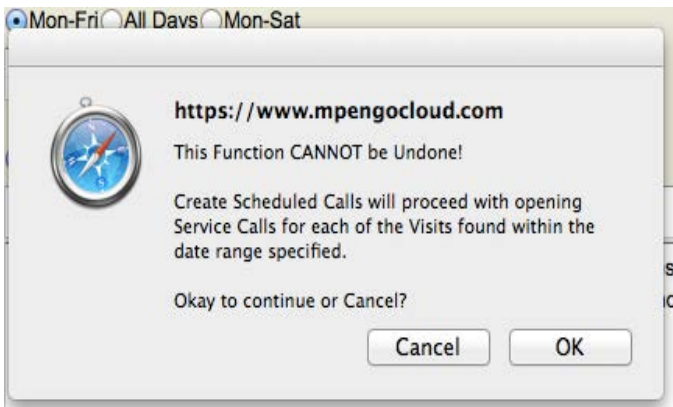 Mon-Fri All Days Mon-Sat
https://www.mpengocloud.com
This Function CANNOT be Undone!
Create Scheduled Calls will proceed with opening
Service Calls for each of the Visits found within the
date range specified.
Okay to continue or Cancel?
Cancel OK